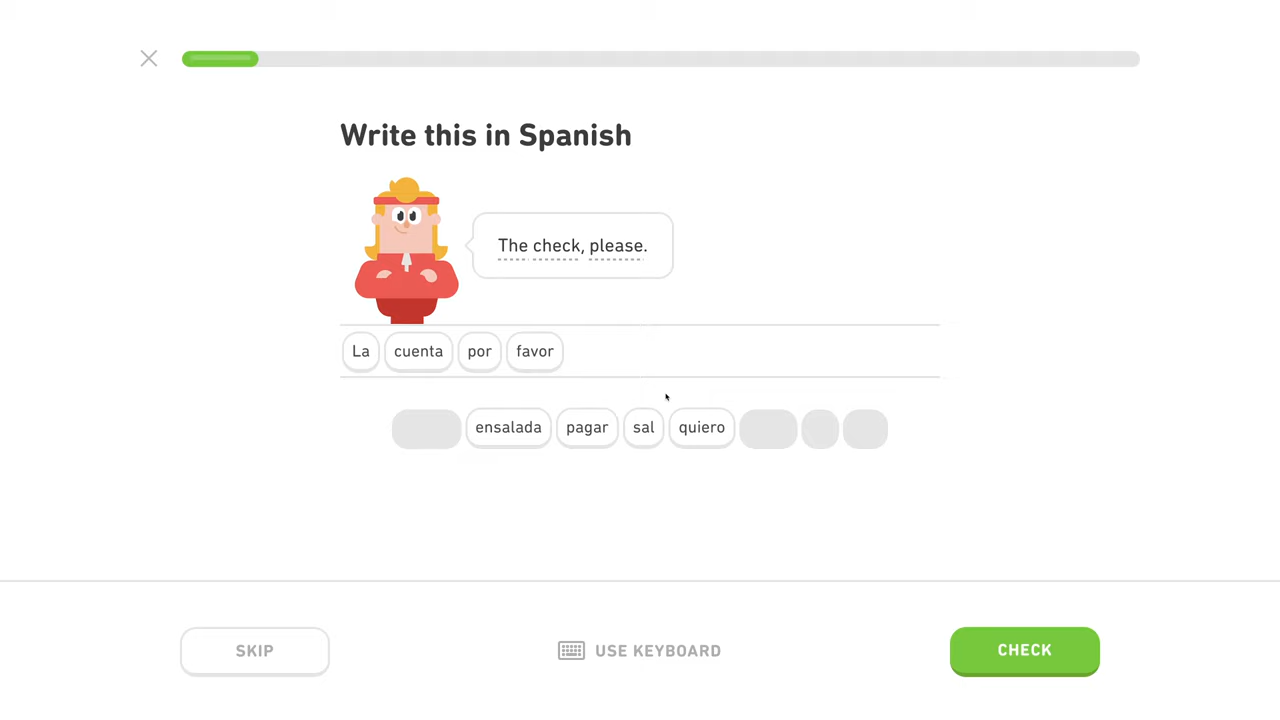 Write this in Spanish
The check, please.
La cuenta por favor
ensalada pagar sal quiero
SKIP USE KEYBOARD CHECK